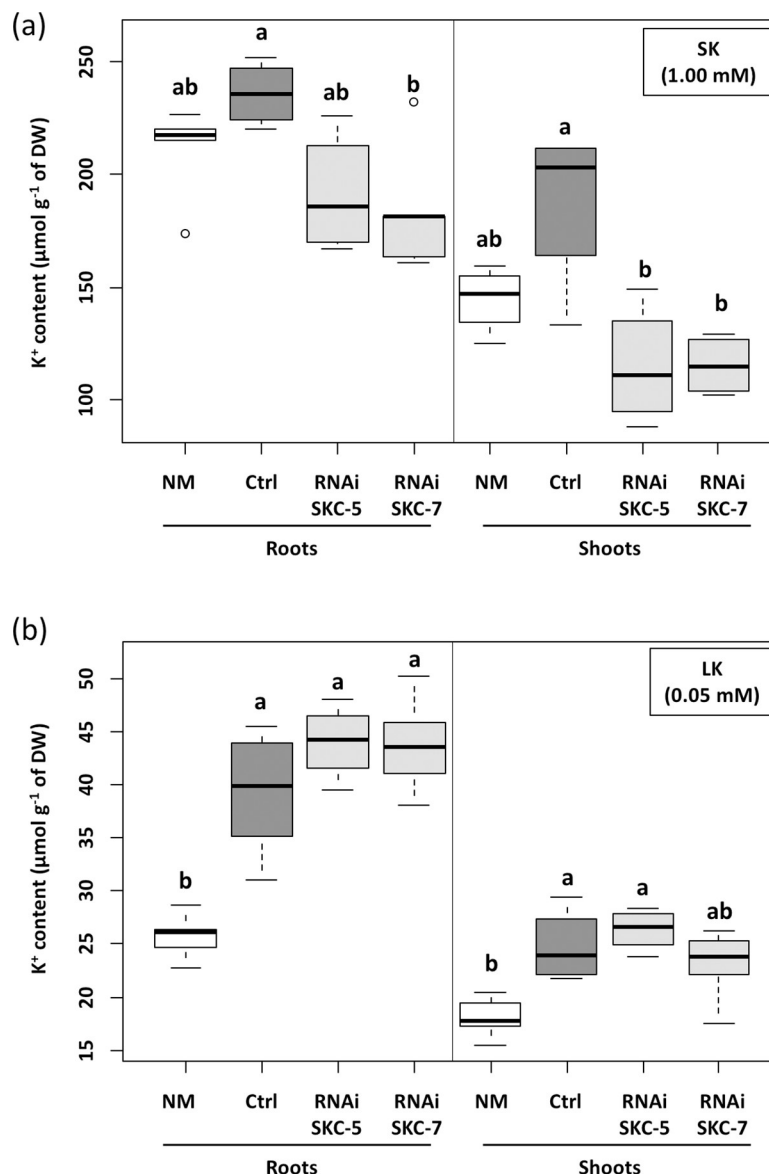 (a)
SK
(1.00 mM)
K⁺ content (µmol g⁻¹ of DW)
250
200
150
100
ab
a
ab
b
ab
a
b
b
NM Ctrl RNAi SKC-5 RNAi SKC-7 NM Ctrl RNAi SKC-5 RNAi SKC-7
Roots Shoots
(b)
LK
(0.05 mM)
K⁺ content (µmol g⁻¹ of DW)
50
45
40
35
30
25
20
15
b
a
a
a
b
a
a
ab
NM Ctrl RNAi SKC-5 RNAi SKC-7 NM Ctrl RNAi SKC-5 RNAi SKC-7
Roots Shoots